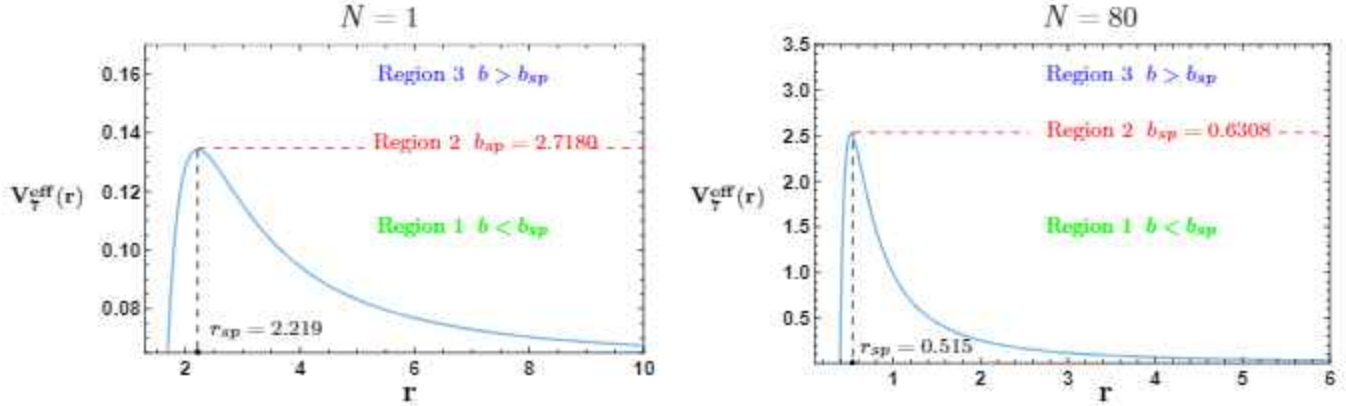 N = 1
0.16
0.14
0.12
0.10
0.08
V_γ̃^eff(r)
Region 3 b > b_sp
Region 2 b_sp = 2.7180
Region 1 b < b_sp
r_sp = 2.219
2 4 6 8 10
r
N = 80
3.5
3.0
2.5
2.0
1.5
1.0
0.5
V_γ̃^eff(r)
Region 3 b > b_sp
Region 2 b_sp = 0.6308
Region 1 b < b_sp
r_sp = 0.515
1 2 3 4 5 6
r